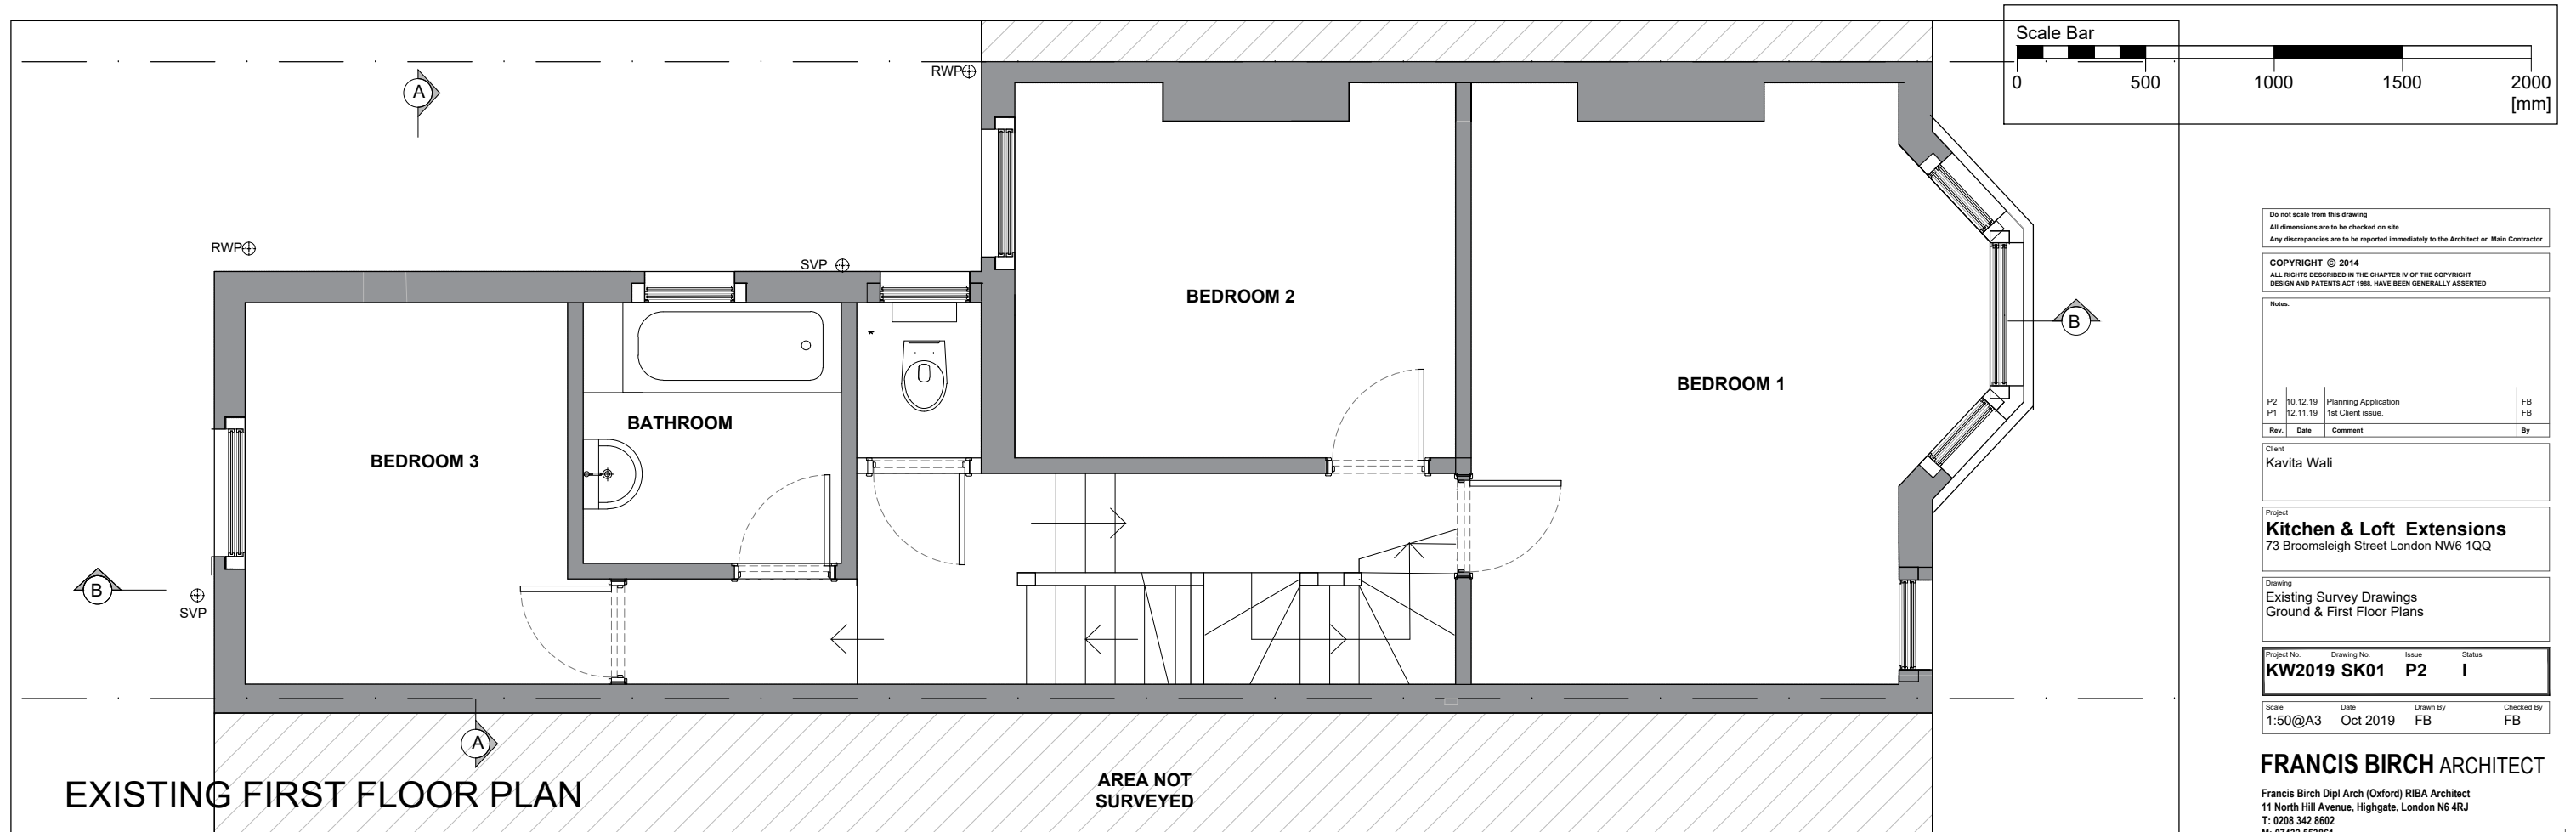 Scale Bar
0 500 1000 1500 2000
[mm]
A
RWP
RWP
SVP
BEDROOM 2
BEDROOM 1
B
BATHROOM
BEDROOM 3
B
SVP
A
EXISTING FIRST FLOOR PLAN
AREA NOT
SURVEYED
Do not scale from this drawing
All dimensions are to be checked on site
Any discrepancies are to be reported immediately to the Architect or Main Contractor
COPYRIGHT © 2014
ALL RIGHTS DESCRIBED IN THE CHAPTER IV OF THE COPYRIGHT
DESIGN AND PATENTS ACT 1988, HAVE BEEN GENERALLY ASSERTED
Notes.
P2 10.12.19 Planning Application FB
P1 12.11.19 1st Client issue. FB
Rev. Date Comment By
Client
Kavita Wali
Project
Kitchen & Loft Extensions
73 Broomsleigh Street London NW6 1QQ
Drawing
Existing Survey Drawings
Ground & First Floor Plans
Project No. Drawing No. Issue Status
KW2019 SK01 P2 I
Scale Date Drawn By Checked By
1:50@A3 Oct 2019 FB FB
FRANCIS BIRCH ARCHITECT
Francis Birch Dipl Arch (Oxford) RIBA Architect
11 North Hill Avenue, Highgate, London N6 4RJ
T: 0208 342 8602